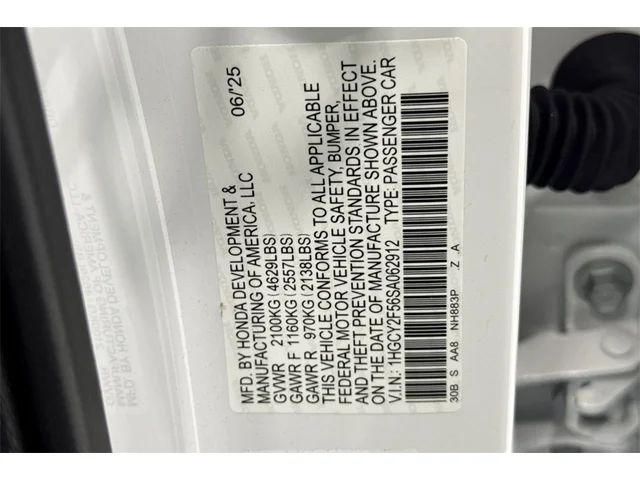 MFD. BY HONDA DEVELOPMENT & 06/'25
MANUFACTURING OF AMERICA, LLC
GVWR 2100KG (4629LBS)
GAWR F 1160KG (2557LBS)
GAWR R 970KG (2138LBS)
THIS VEHICLE CONFORMS TO ALL APPLICABLE
FEDERAL MOTOR VEHICLE SAFETY, BUMPER,
AND THEFT PREVENTION STANDARDS IN EFFECT
ON THE DATE OF MANUFACTURE SHOWN ABOVE.
V.I.N.: 1HGCY2F56SA062912 TYPE: PASSENGER CAR
30B S AA8 NH883P Z A